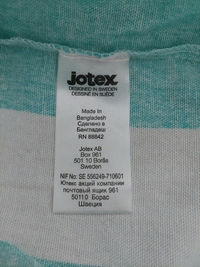 Jotex
DESIGNED IN SWEDEN
DESSINÉ EN SUÈDE
Made in
Bangladesh
Сделано в
Бангладеш
RN 88842
Jotex AB
Box 961
501 10 Borås
Sweden
NIF No: SE 556249-710601
Ютекс акций компании
почтовый ящик 961
50110 Борас
Швеция